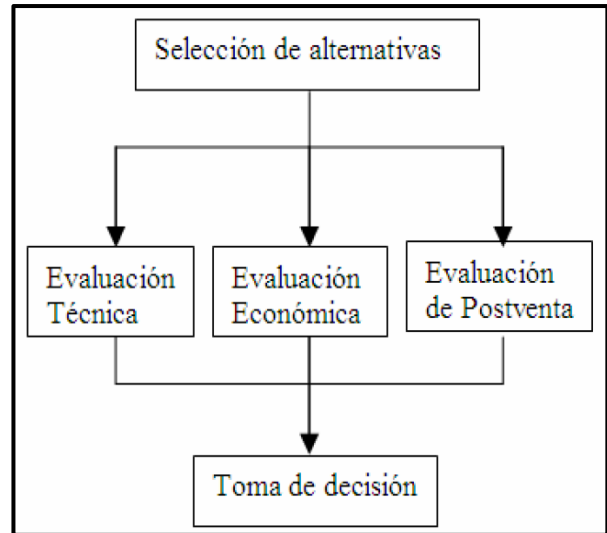 Selección de alternativas
Evaluación
Técnica
Evaluación
Económica
Evaluación
de Postventa
Toma de decisión